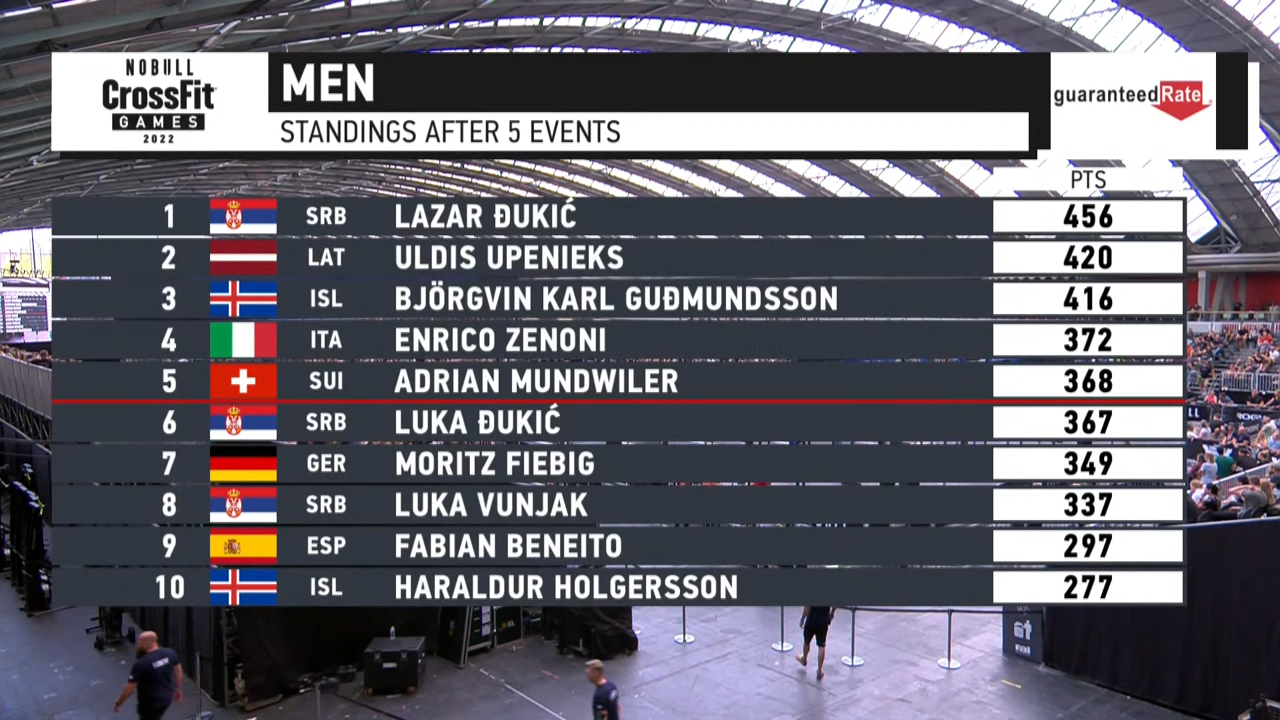 NOBULL
CrossFit
GAMES
2022
MEN
STANDINGS AFTER 5 EVENTS
guaranteed Rate
PTS
1 SRB LAZAR ĐUKIĆ 456
2 LAT ULDIS UPENIEKS 420
3 ISL BJÖRGVIN KARL GUÐMUNDSSON 416
4 ITA ENRICO ZENONI 372
5 SUI ADRIAN MUNDWILER 368
6 SRB LUKA ĐUKIĆ 367
7 GER MORITZ FIEBIG 349
8 SRB LUKA VUNJAK 337
9 ESP FABIAN BENEITO 297
10 ISL HARALDUR HOLGERSSON 277